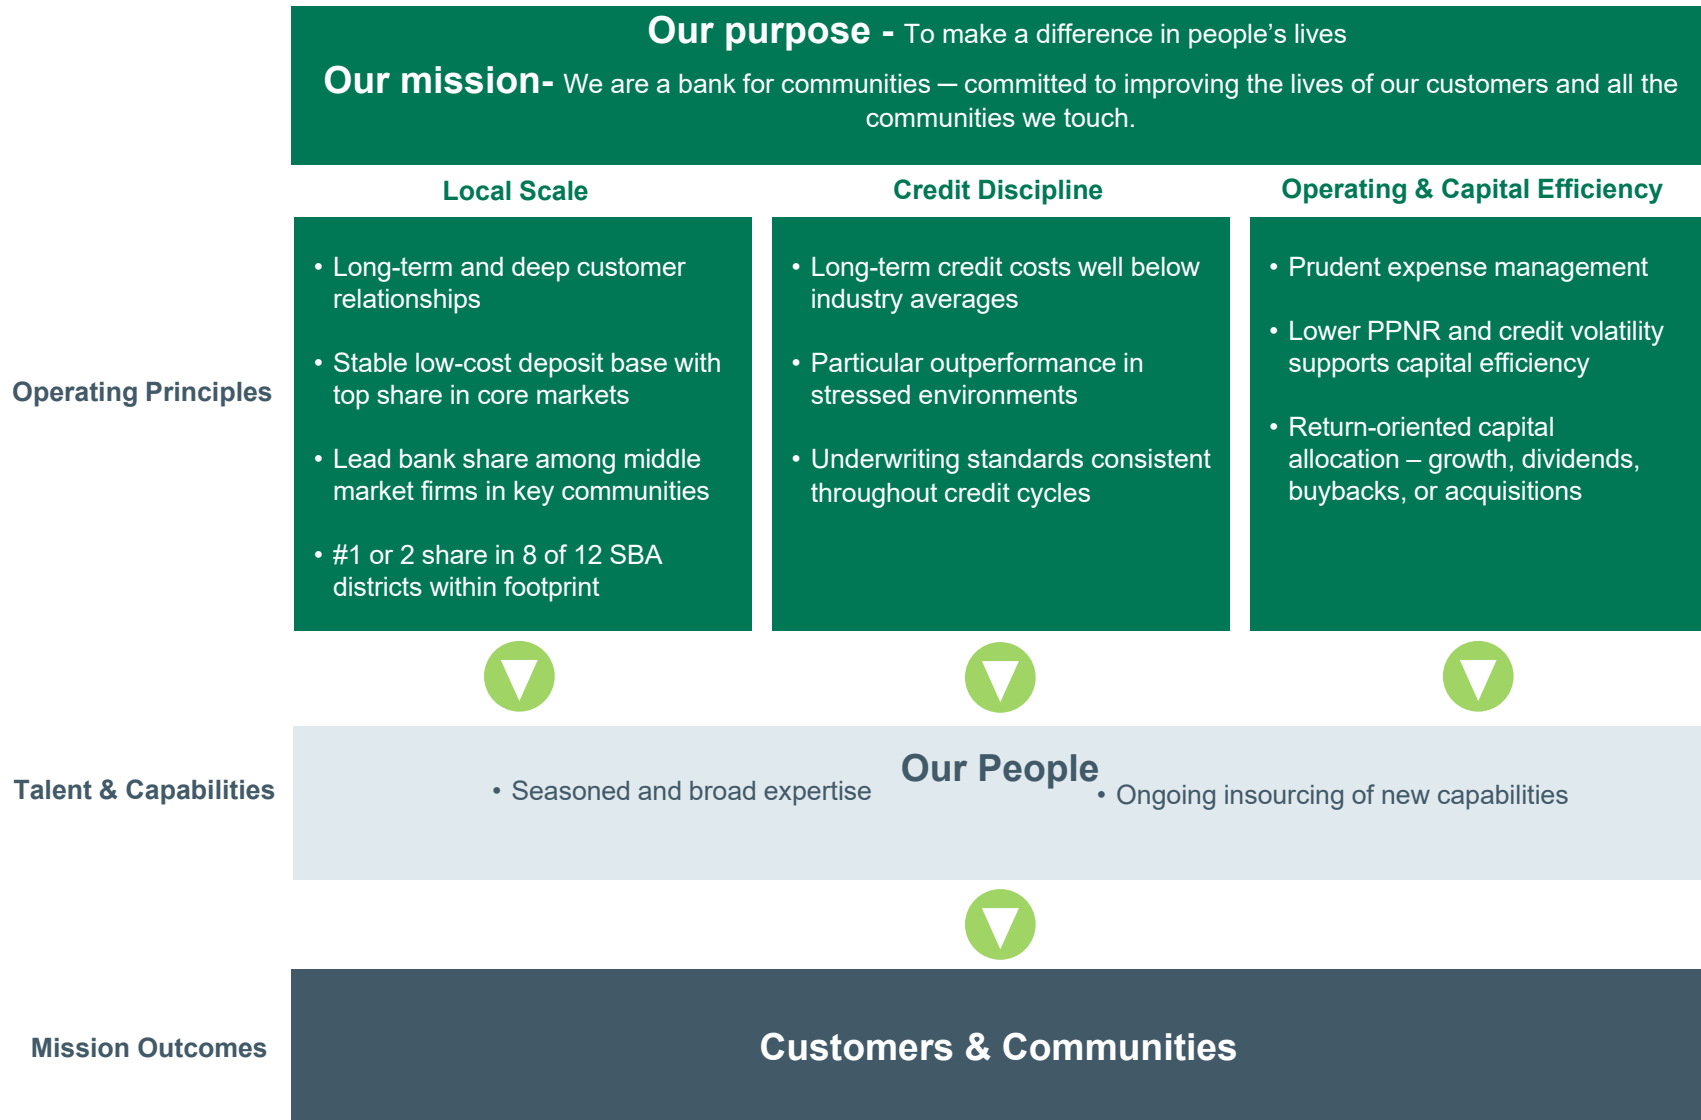 Our purpose - To make a difference in people’s lives
Our mission- We are a bank for communities — committed to improving the lives of our customers and all the
communities we touch.
Local Scale
Credit Discipline
Operating & Capital Efficiency
Operating Principles
• Long-term and deep customer
relationships
• Stable low-cost deposit base with
top share in core markets
• Lead bank share among middle
market firms in key communities
• #1 or 2 share in 8 of 12 SBA
districts within footprint
• Long-term credit costs well below
industry averages
• Particular outperformance in
stressed environments
• Underwriting standards consistent
throughout credit cycles
• Prudent expense management
• Lower PPNR and credit volatility
supports capital efficiency
• Return-oriented capital
allocation – growth, dividends,
buybacks, or acquisitions
Talent & Capabilities
Our People
• Seasoned and broad expertise
• Ongoing insourcing of new capabilities
Mission Outcomes
Customers & Communities